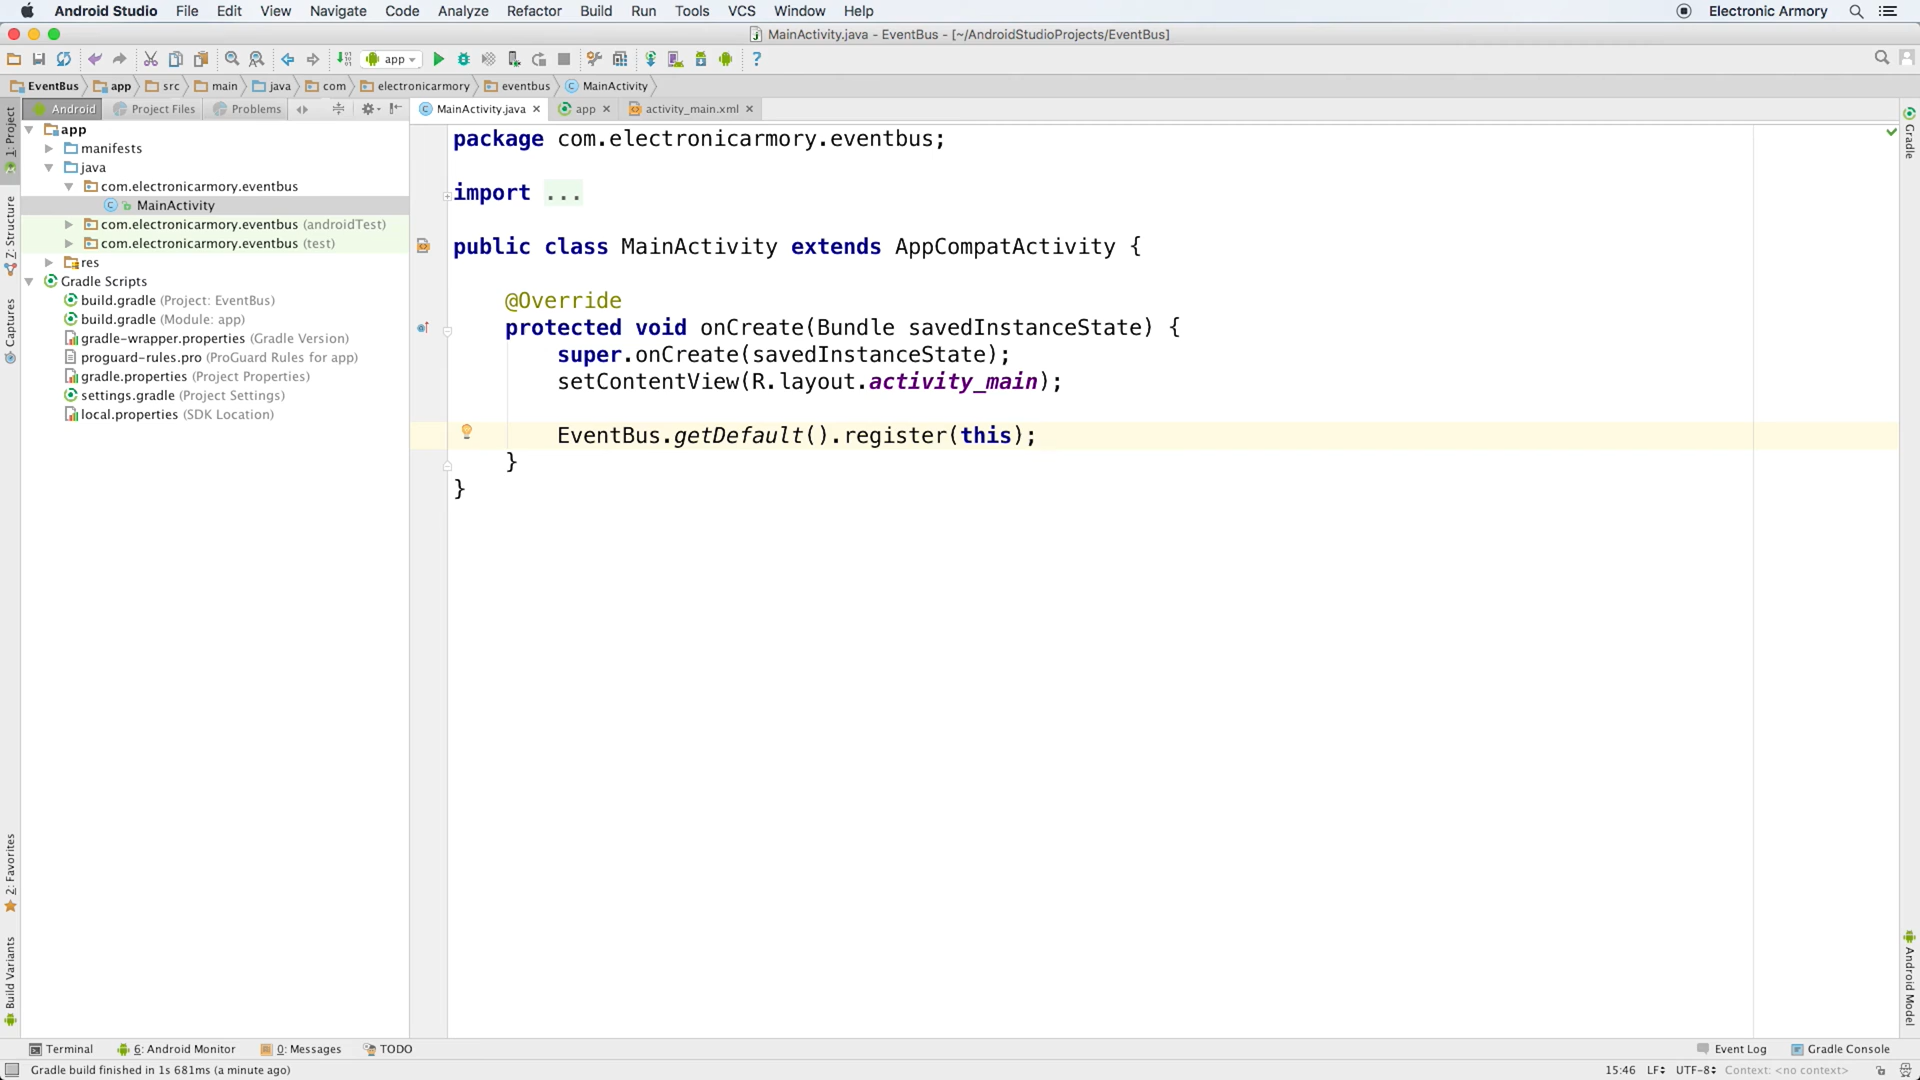 Android Studio File Edit View Navigate Code Analyze Refactor Build Run Tools VCS Window Help Electronic Armory
MainActivity.java - EventBus - [~/AndroidStudioProjects/EventBus]
app
EventBus app src main java com electronicarmory eventbus MainActivity
1: Project
Z: Structure
Captures
2: Favorites
Build Variants
Android Project Files Problems
app
manifests
java
com.electronicarmory.eventbus
MainActivity
com.electronicarmory.eventbus (androidTest)
com.electronicarmory.eventbus (test)
res
Gradle Scripts
build.gradle (Project: EventBus)
build.gradle (Module: app)
gradle-wrapper.properties (Gradle Version)
proguard-rules.pro (ProGuard Rules for app)
gradle.properties (Project Properties)
settings.gradle (Project Settings)
local.properties (SDK Location)
MainActivity.java app activity_main.xml
package com.electronicarmory.eventbus;
import ...
public class MainActivity extends AppCompatActivity {
@Override
protected void onCreate(Bundle savedInstanceState) {
super.onCreate(savedInstanceState);
setContentView(R.layout.activity_main);
EventBus.getDefault().register(this);
}
}
Gradle
Android Model
Terminal 6: Android Monitor 0: Messages TODO Event Log Gradle Console
Gradle build finished in 1s 681ms (a minute ago) 15:46 LF UTF-8 Context: <no context>